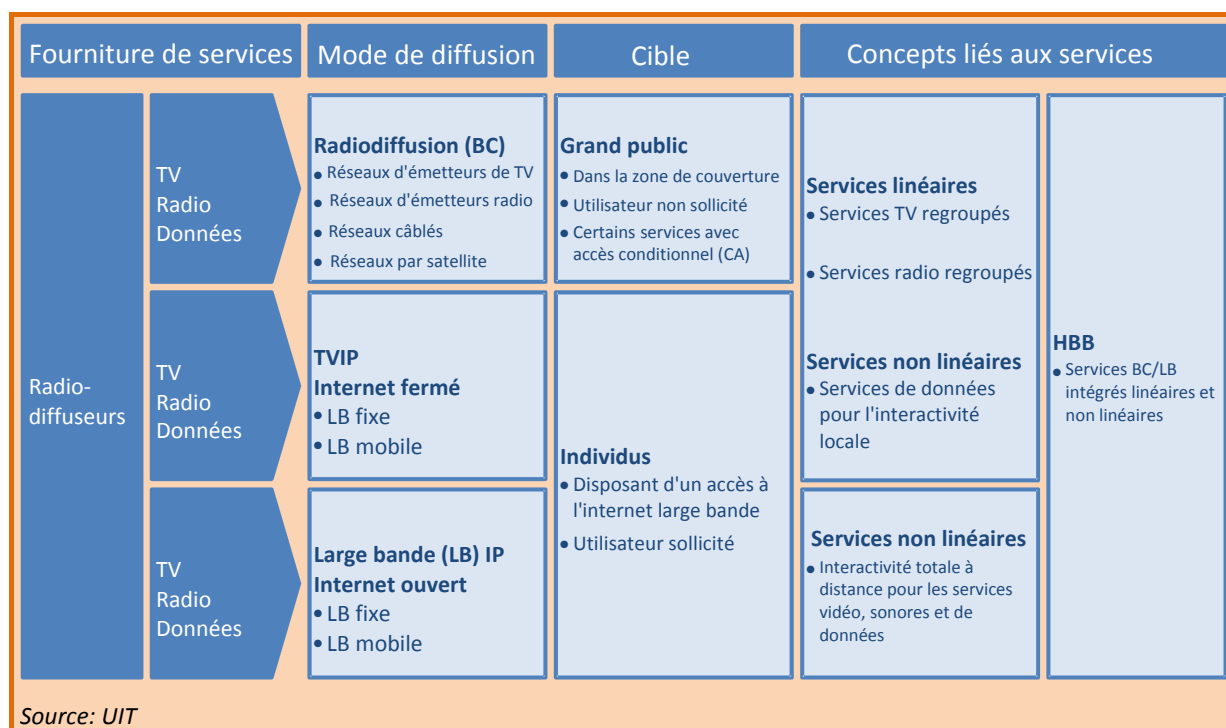 Fourniture de services
Mode de diffusion
Cible
Concepts liés aux services
Radio-
diffuseurs
TV
Radio
Données
Radiodiffusion (BC)
• Réseaux d'émetteurs de TV
• Réseaux d'émetteurs radio
• Réseaux câblés
• Réseaux par satellite
Grand public
• Dans la zone de couverture
• Utilisateur non sollicité
• Certains services avec
accès conditionnel (CA)
Services linéaires
• Services TV regroupés
• Services radio regroupés
Services non linéaires
• Services de données
pour l'interactivité
locale
HBB
• Services BC/LB
intégrés linéaires et
non linéaires
TV
Radio
Données
TVIP
Internet fermé
• LB fixe
• LB mobile
Individus
• Disposant d'un accès à
l'internet large bande
• Utilisateur sollicité
TV
Radio
Données
Large bande (LB) IP
Internet ouvert
• LB fixe
• LB mobile
Services non linéaires
• Interactivité totale à
distance pour les services
vidéo, sonores et de
données
Source: UIT